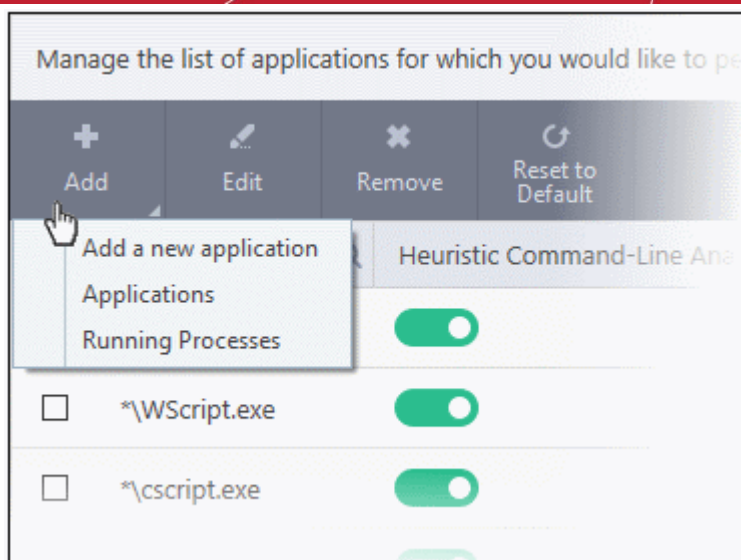 Manage the list of applications for which you would like to pe
Add
Edit
Remove
Reset to
Default
Add a new application
Applications
Running Processes
Heuristic Command-Line Ana
*\WScript.exe
*\cscript.exe